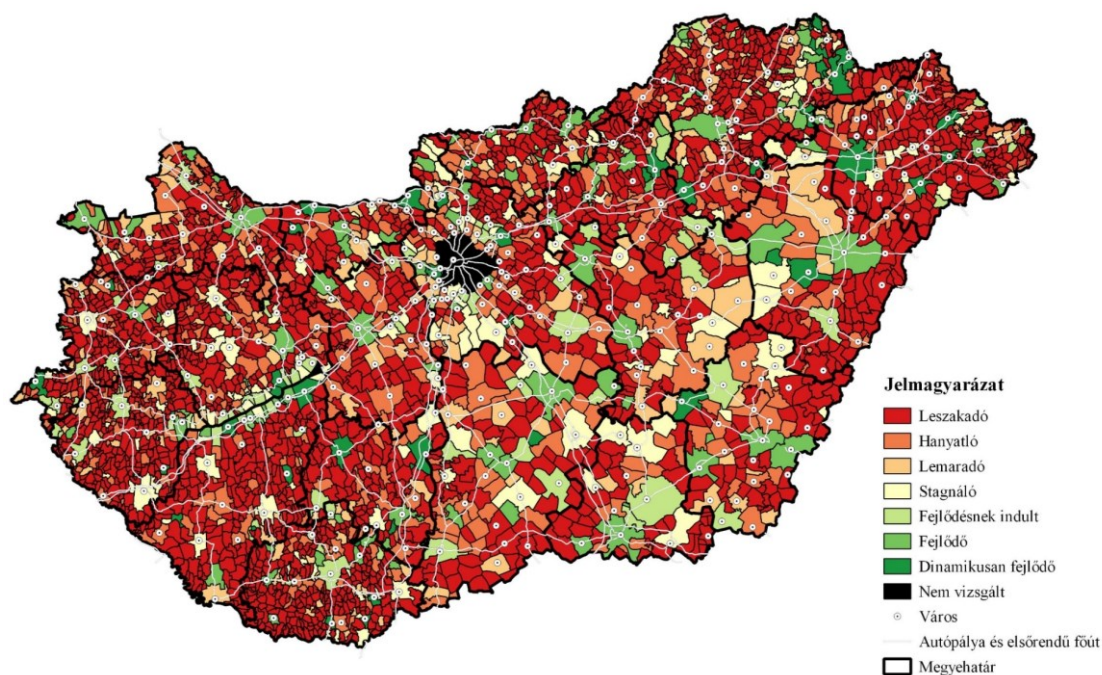 Jelmagyarázat
Leszakadó
Hanyatló
Lemaradó
Stagnáló
Fejlődésnek indult
Fejlődő
Dinamikusan fejlődő
Nem vizsgált
Város
Autópálya és elsőrendű főút
Megyehatár